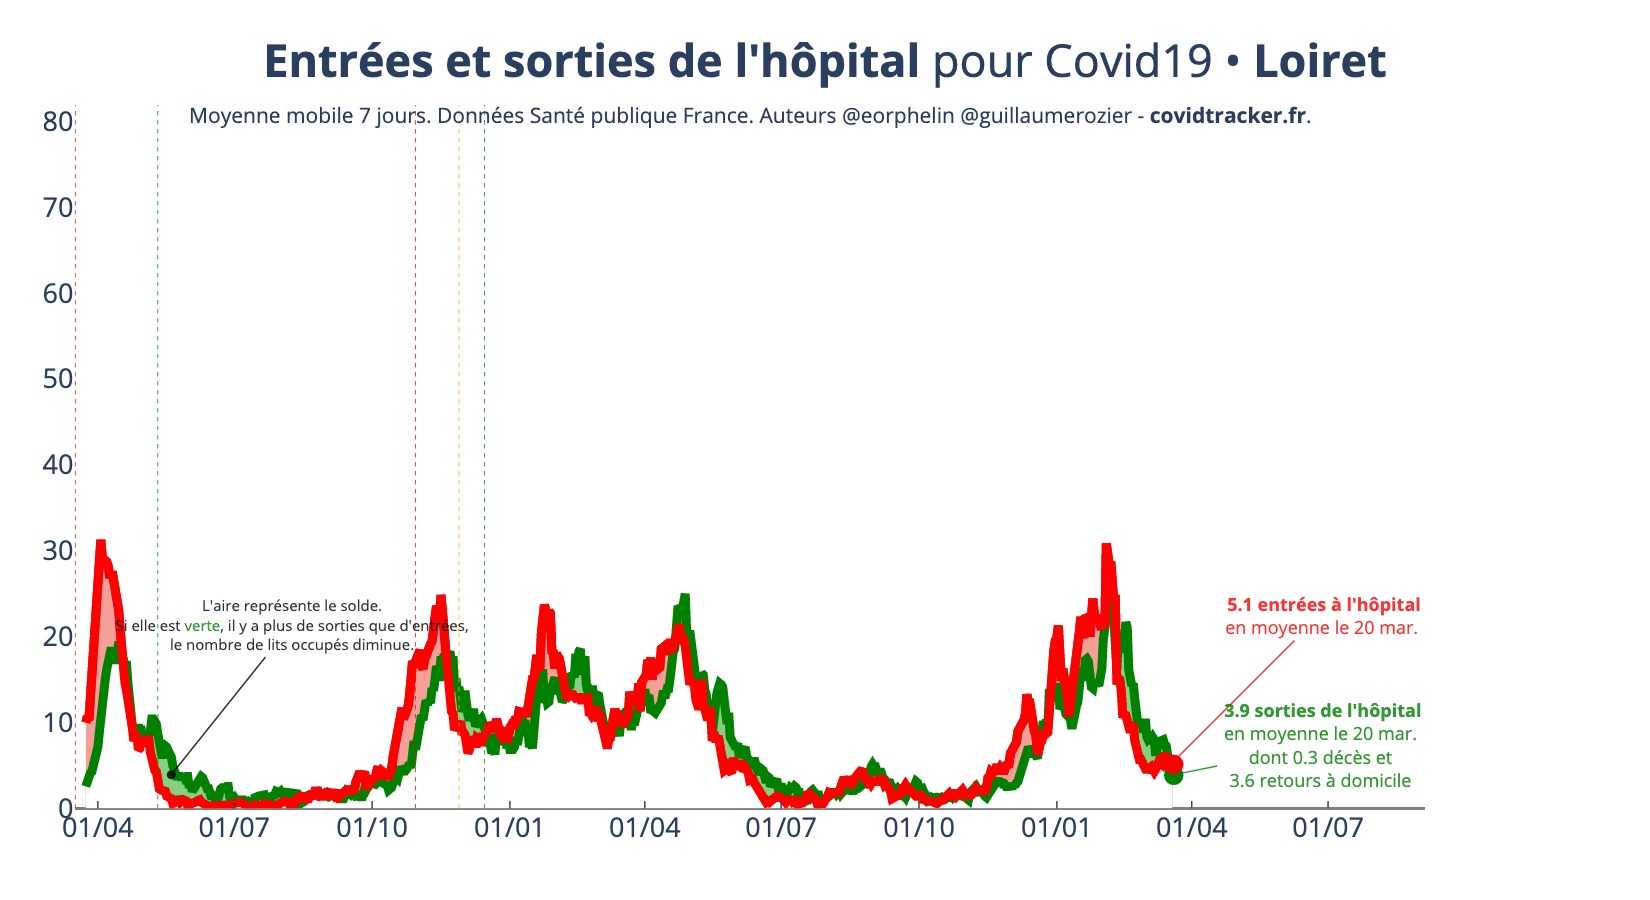 Entrées et sorties de l'hôpital pour Covid19 • Loiret
Moyenne mobile 7 jours. Données Santé publique France. Auteurs @eorphelin @guillaumerozier - covidtracker.fr.
80
70
60
50
40
30
20
10
0
L'aire représente le solde.
Si elle est verte, il y a plus de sorties que d'entrées,
le nombre de lits occupés diminue.
5.1 entrées à l'hôpital
en moyenne le 20 mar.
3.9 sorties de l'hôpital
en moyenne le 20 mar.
dont 0.3 décès et
3.6 retours à domicile
01/04 01/07 01/10 01/01 01/04 01/07 01/10 01/01 01/04 01/07